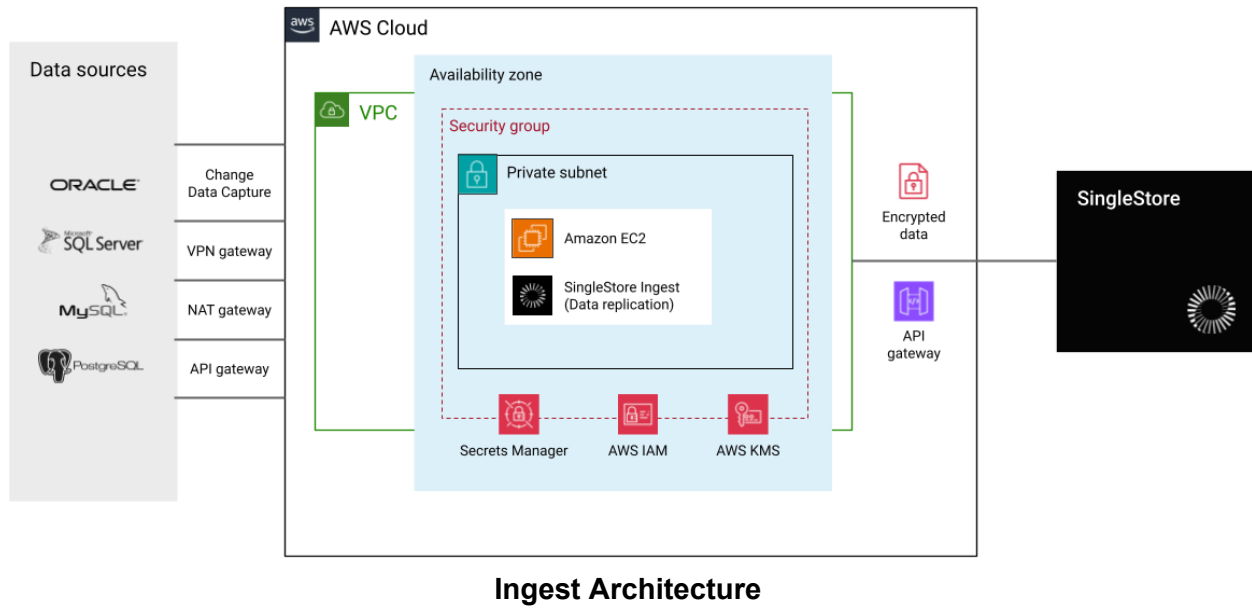 aws
AWS Cloud
Data sources
Availability zone
VPC
Security group
Private subnet
ORACLE
Change
Data Capture
Microsoft
SQL Server
VPN gateway
MySQL
NAT gateway
PostgreSQL
API gateway
Amazon EC2
SingleStore Ingest
(Data replication)
Encrypted
data
API
gateway
SingleStore
Secrets Manager
AWS IAM
AWS KMS
Ingest Architecture